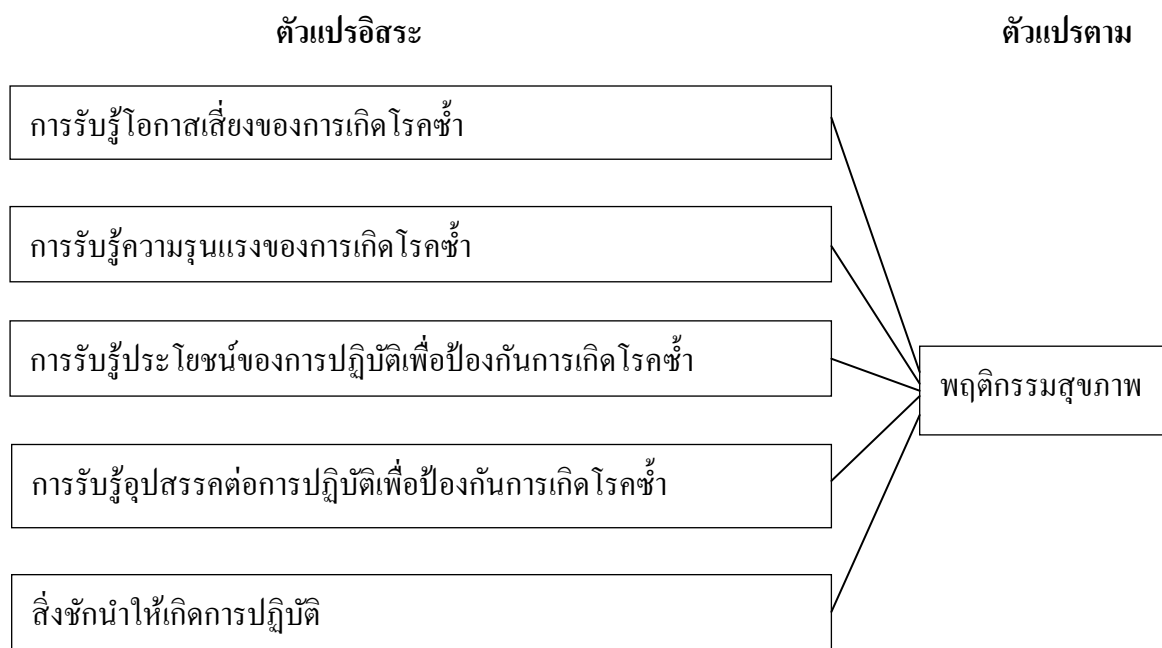 ตัวแปรอิสระ
ตัวแปรตาม
การรับรู้โอกาสเสี่ยงของการเกิดโรคซ้ำ
การรับรู้ความรุนแรงของการเกิดโรคซ้ำ
การรับรู้ประโยชน์ของการปฏิบัติเพื่อป้องกันการเกิดโรคซ้ำ
พฤติกรรมสุขภาพ
การรับรู้อุปสรรคต่อการปฏิบัติเพื่อป้องกันการเกิดโรคซ้ำ
สิ่งชักนำให้เกิดการปฏิบัติ